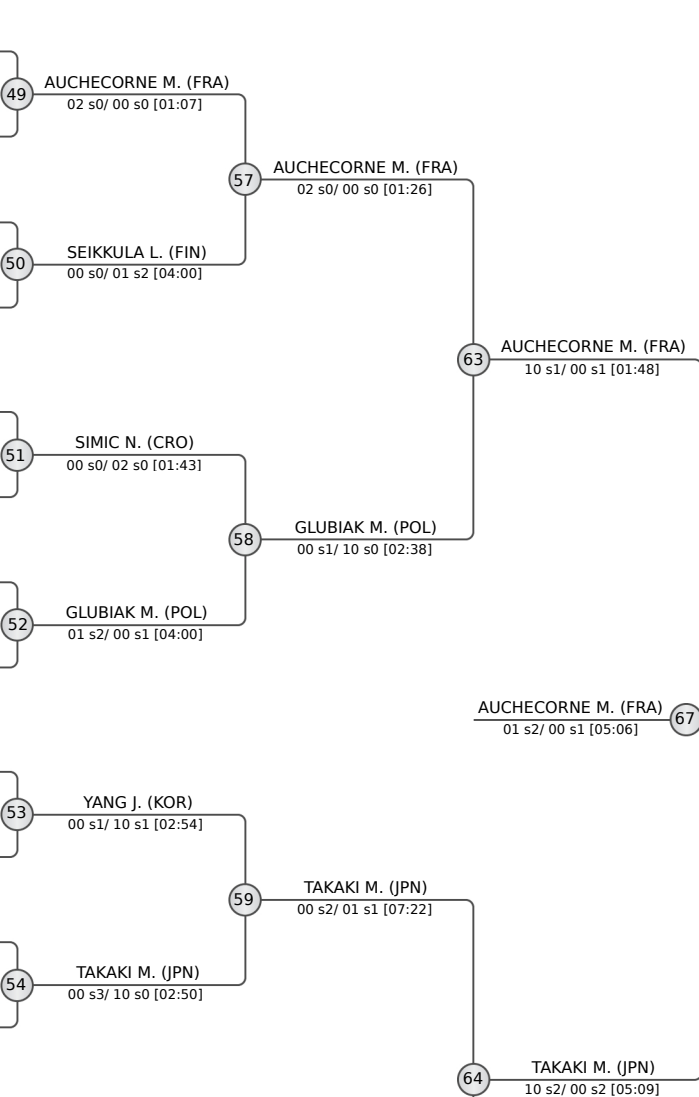 49
AUCHECORNE M. (FRA)
02 s0/ 00 s0 [01:07]
57
AUCHECORNE M. (FRA)
02 s0/ 00 s0 [01:26]
50
SEIKKULA L. (FIN)
00 s0/ 01 s2 [04:00]
63
AUCHECORNE M. (FRA)
10 s1/ 00 s1 [01:48]
51
SIMIC N. (CRO)
00 s0/ 02 s0 [01:43]
58
GLUBIAK M. (POL)
00 s1/ 10 s0 [02:38]
52
GLUBIAK M. (POL)
01 s2/ 00 s1 [04:00]
AUCHECORNE M. (FRA)
01 s2/ 00 s1 [05:06]
67
53
YANG J. (KOR)
00 s1/ 10 s1 [02:54]
59
TAKAKI M. (JPN)
00 s2/ 01 s1 [07:22]
54
TAKAKI M. (JPN)
00 s3/ 10 s0 [02:50]
64
TAKAKI M. (JPN)
10 s2/ 00 s2 [05:09]